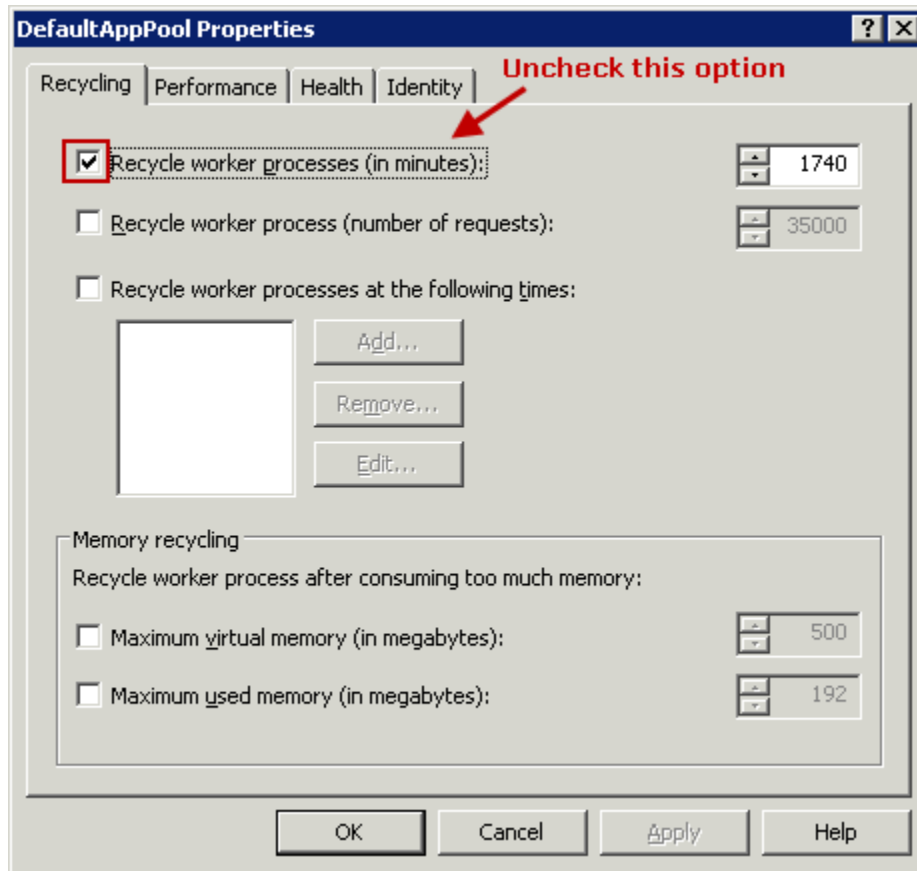 DefaultAppPool Properties
Uncheck this option
Recycling Performance Health Identity
Recycle worker processes (in minutes): 1740
Recycle worker process (number of requests): 35000
Recycle worker processes at the following times:
Add...
Remove...
Edit...
Memory recycling
Recycle worker process after consuming too much memory:
Maximum virtual memory (in megabytes): 500
Maximum used memory (in megabytes): 192
OK Cancel Apply Help